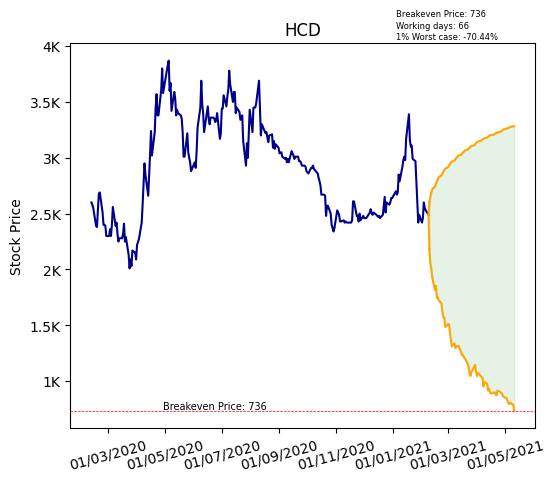 Breakeven Price: 736
Working days: 66
1% Worst case: -70.44%
HCD
Stock Price
4K
3.5K
3K
2.5K
2K
1.5K
1K
Breakeven Price: 736
01/03/2020
01/05/2020
01/07/2020
01/09/2020
01/11/2020
01/01/2021
01/03/2021
01/05/2021